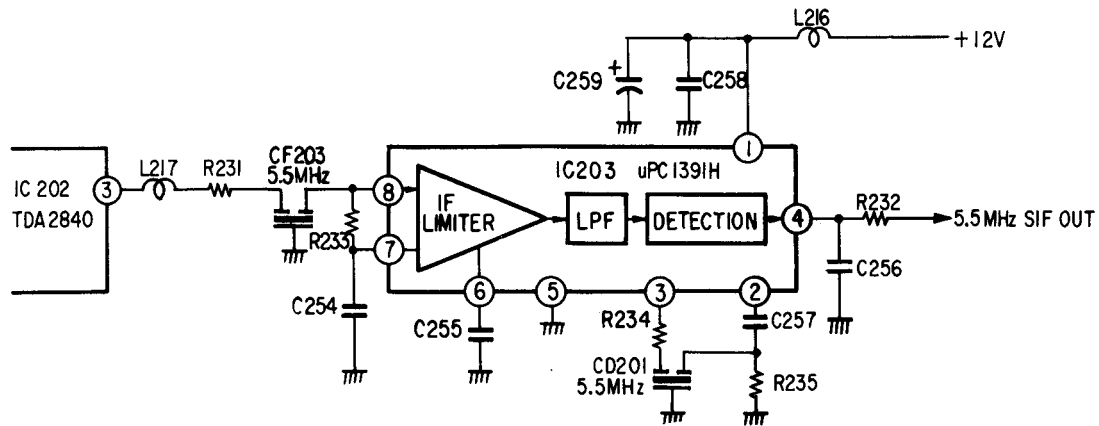 L216
+12V
+
C259
C258
1
L217
R231
CF203
5.5MHz
IC203 uPC1391H
IC 202
TDA2840
3
8
IF
LIMITER
LPF
DETECTION
4
R232
5.5MHz SIF OUT
R233
7
C256
6
5
3
2
C254
C255
R234
C257
CD201
5.5MHz
R235